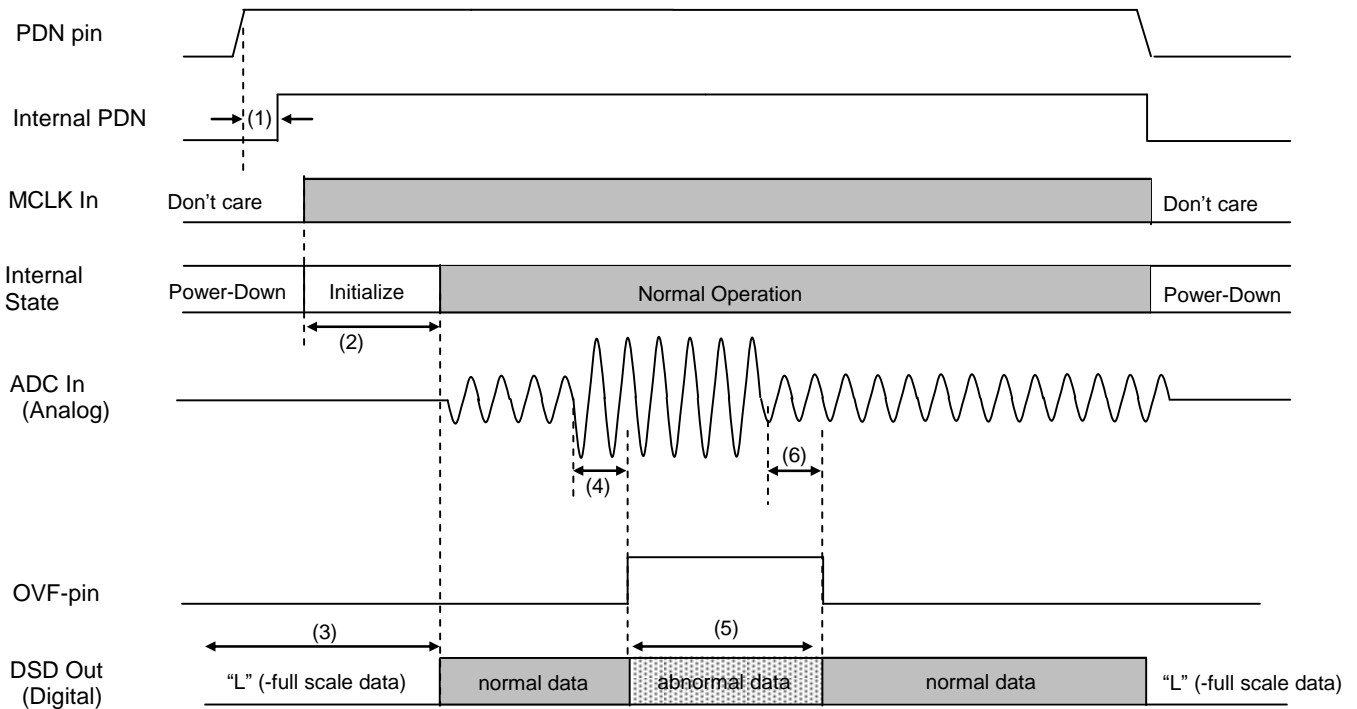 PDN pin
Internal PDN
(1)
MCLK In
Don't care
Don't care
Internal
State
Power-Down
Initialize
Normal Operation
Power-Down
(2)
ADC In
(Analog)
(4)
(6)
OVF-pin
(3)
(5)
DSD Out
(Digital)
“L” (-full scale data)
normal data
abnormal data
normal data
“L” (-full scale data)